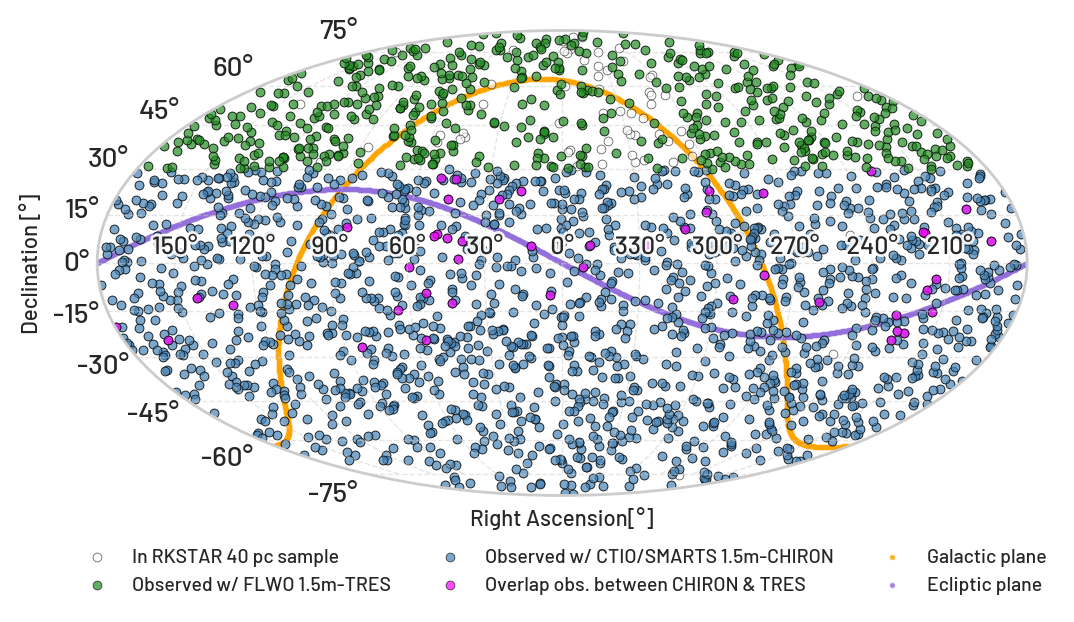 75°
60°
45°
30°
15°
0°
-15°
-30°
-45°
-60°
-75°
150° 120° 90° 60° 30° 0° 330° 300° 270° 240° 210°
Declination [°]
Right Ascension[°]
In RKSTAR 40 pc sample
Observed w/ FLWO 1.5m-TRES
Observed w/ CTIO/SMARTS 1.5m-CHIRON
Overlap obs. between CHIRON & TRES
Galactic plane
Ecliptic plane